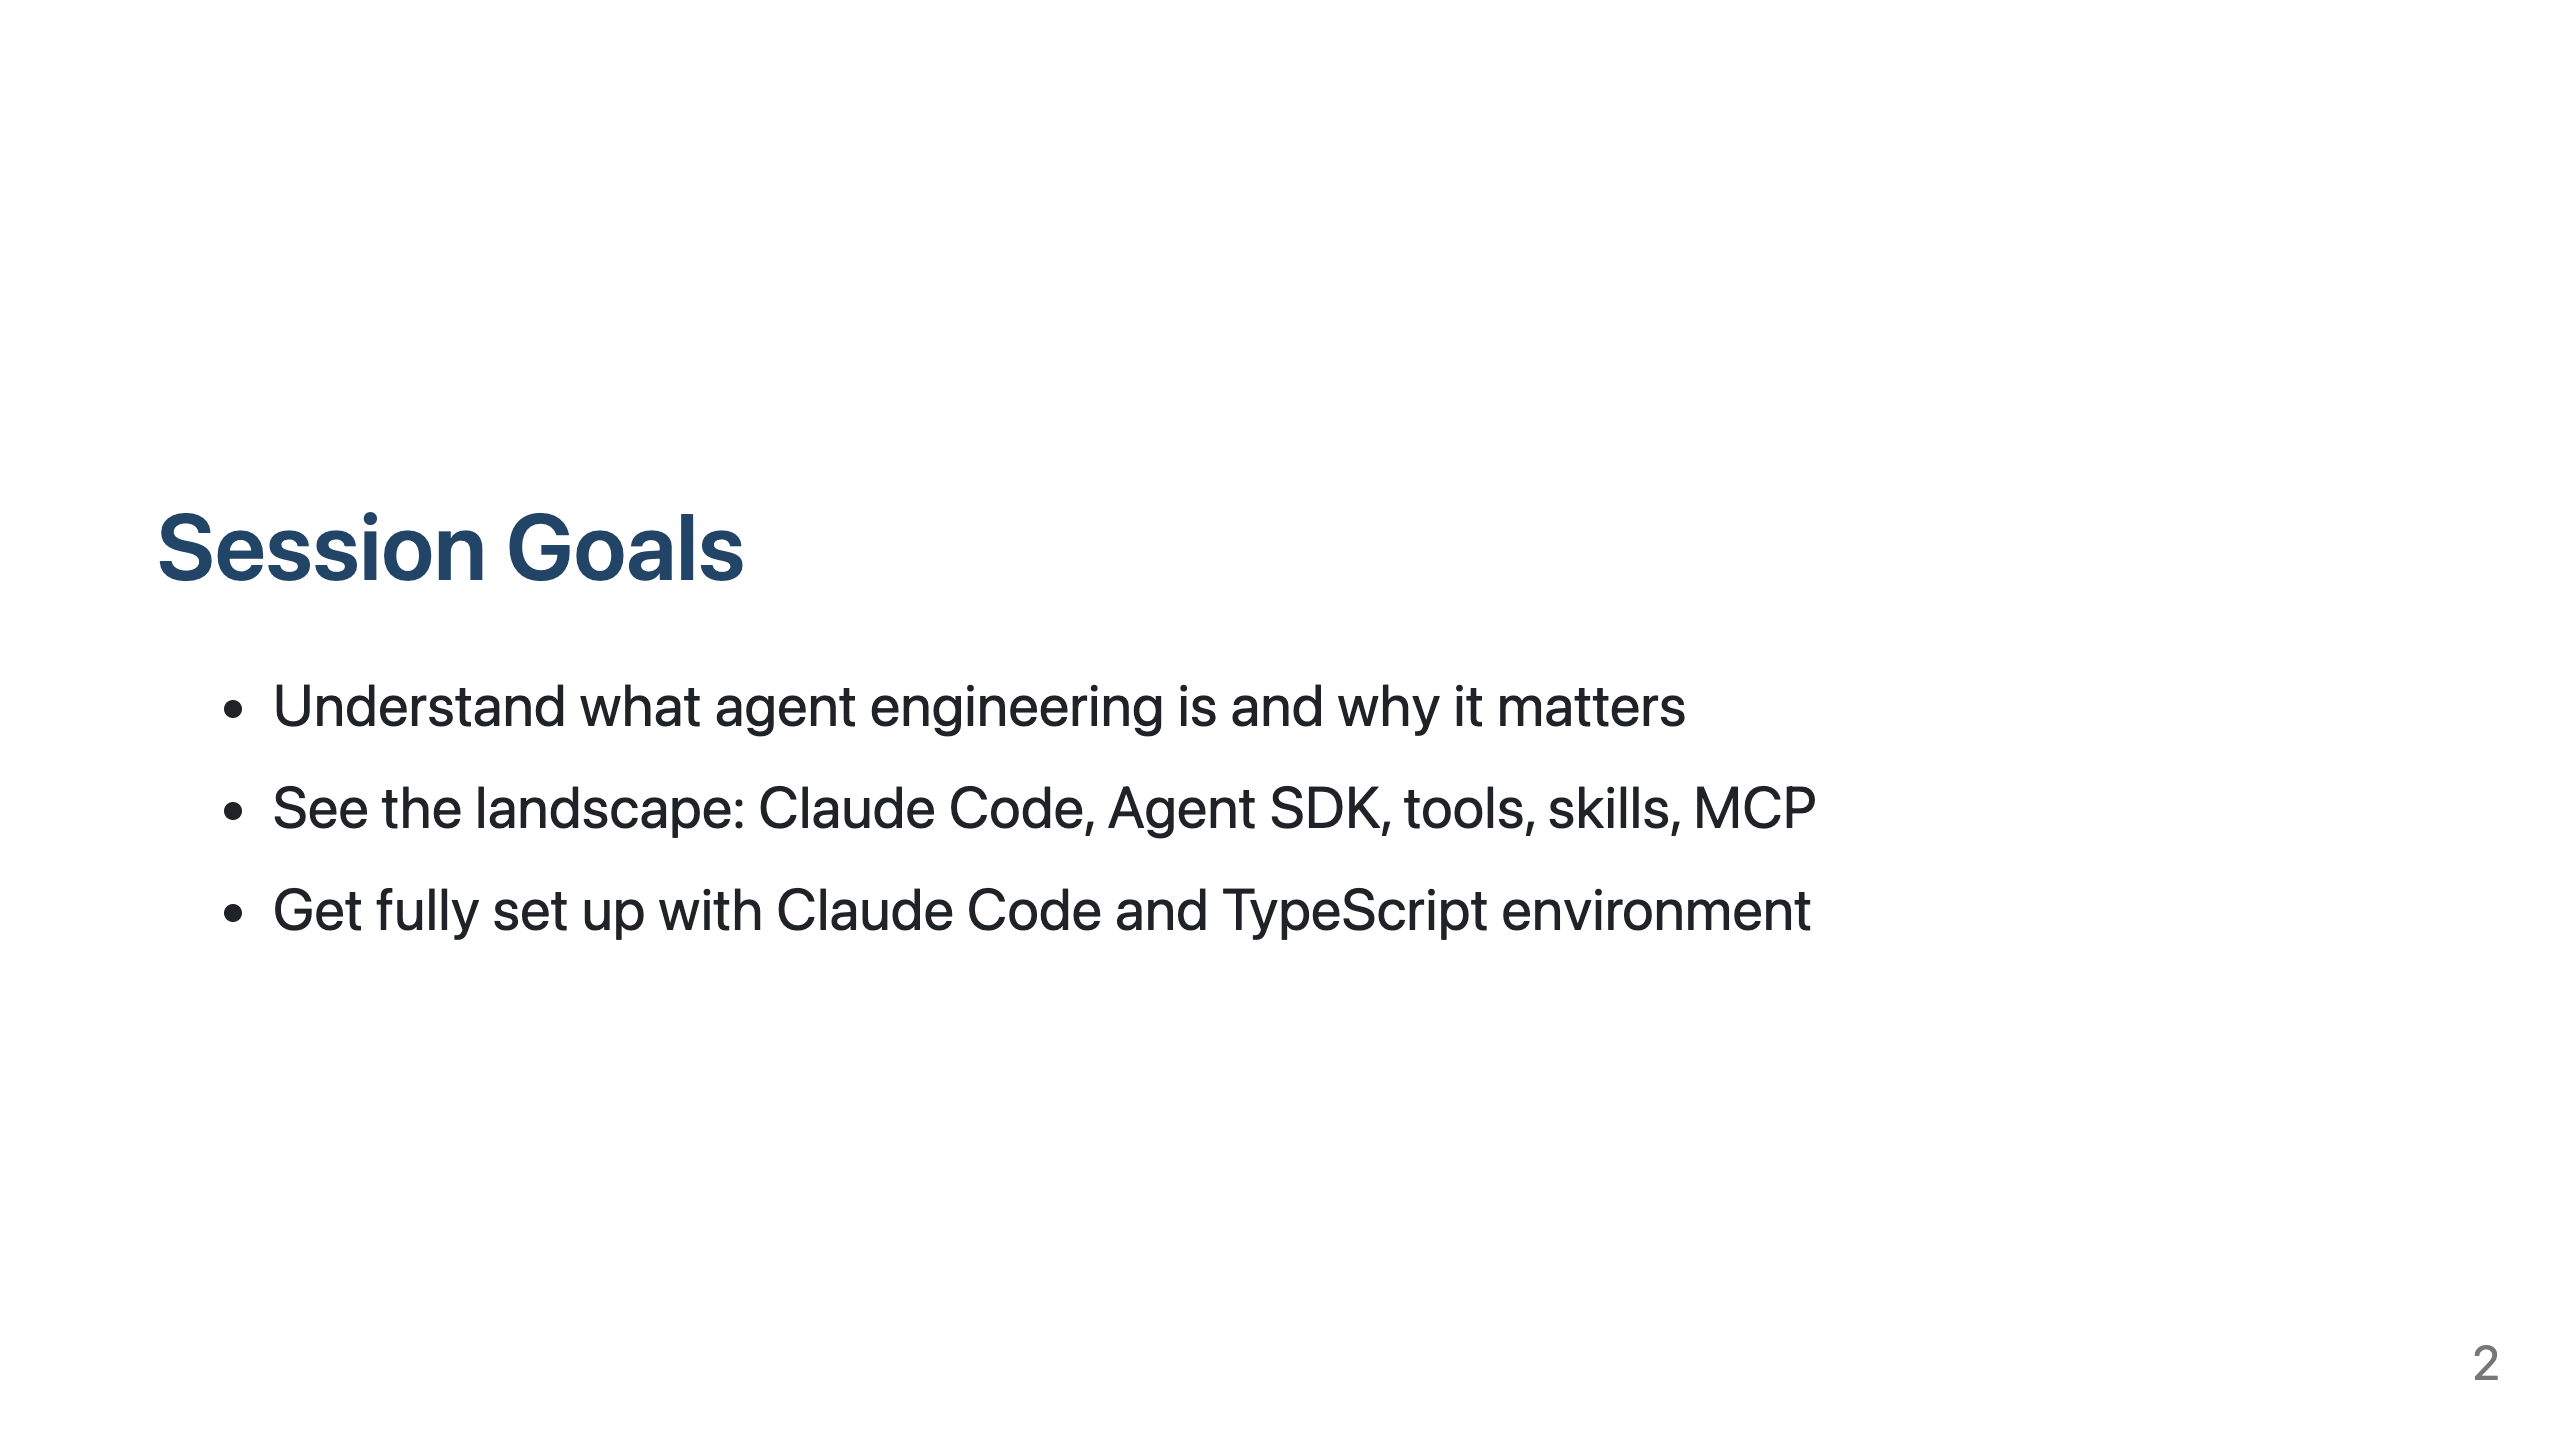 Session Goals
• Understand what agent engineering is and why it matters
• See the landscape: Claude Code, Agent SDK, tools, skills, MCP
• Get fully set up with Claude Code and TypeScript environment
2